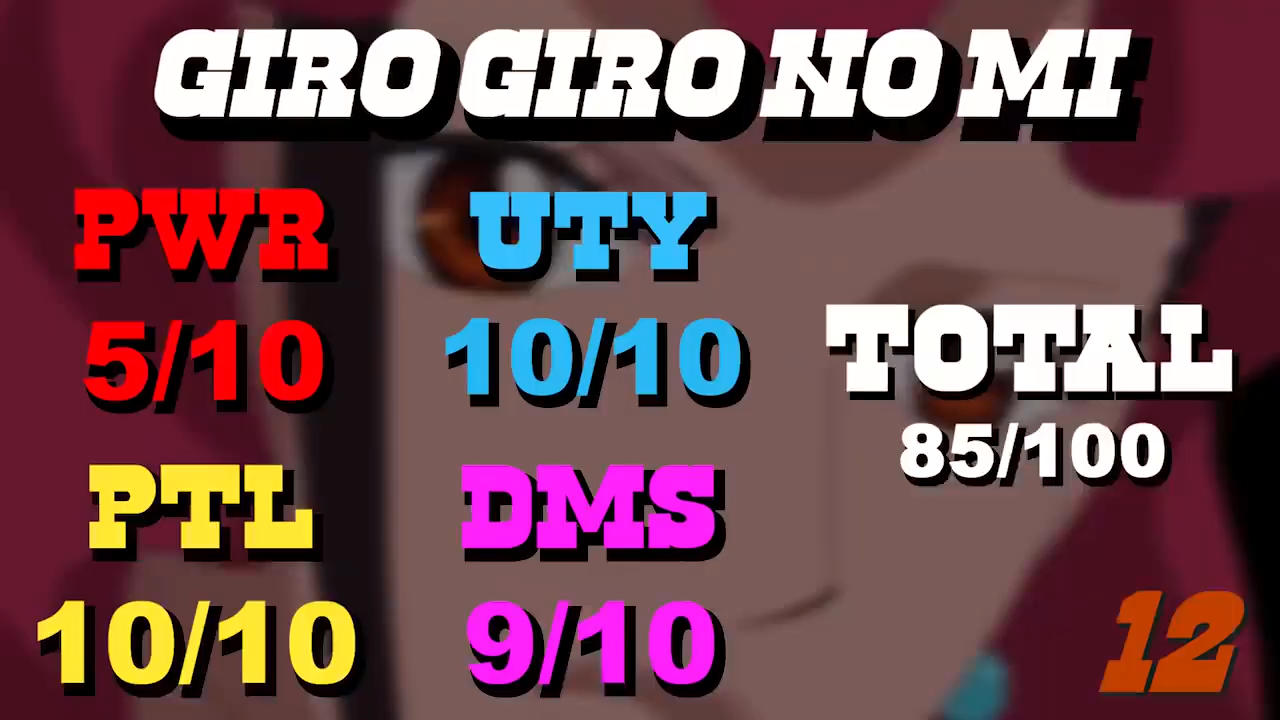 GIRO GIRO NO MI
PWR
5/10
UTY
10/10
TOTAL
85/100
PTL
10/10
DMS
9/10
12